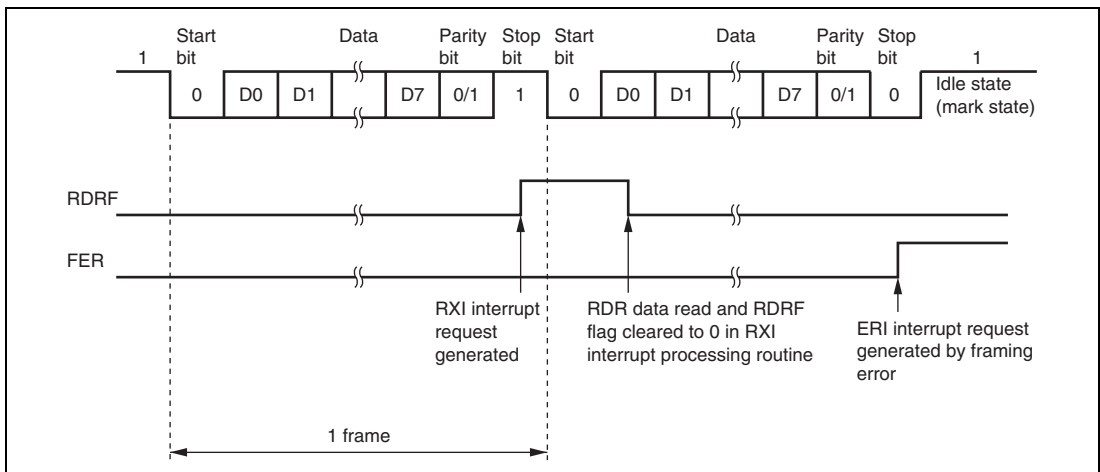 Start Data Parity Stop Start Data Parity Stop
1 bit bit bit bit bit bit 1
0 D0 D1 D7 0/1 1 0 D0 D1 D7 0/1 0 Idle state
(mark state)
RDRF
FER
RXI interrupt
request
generated
RDR data read and RDRF
flag cleared to 0 in RXI
interrupt processing routine
ERI interrupt request
generated by framing
error
1 frame